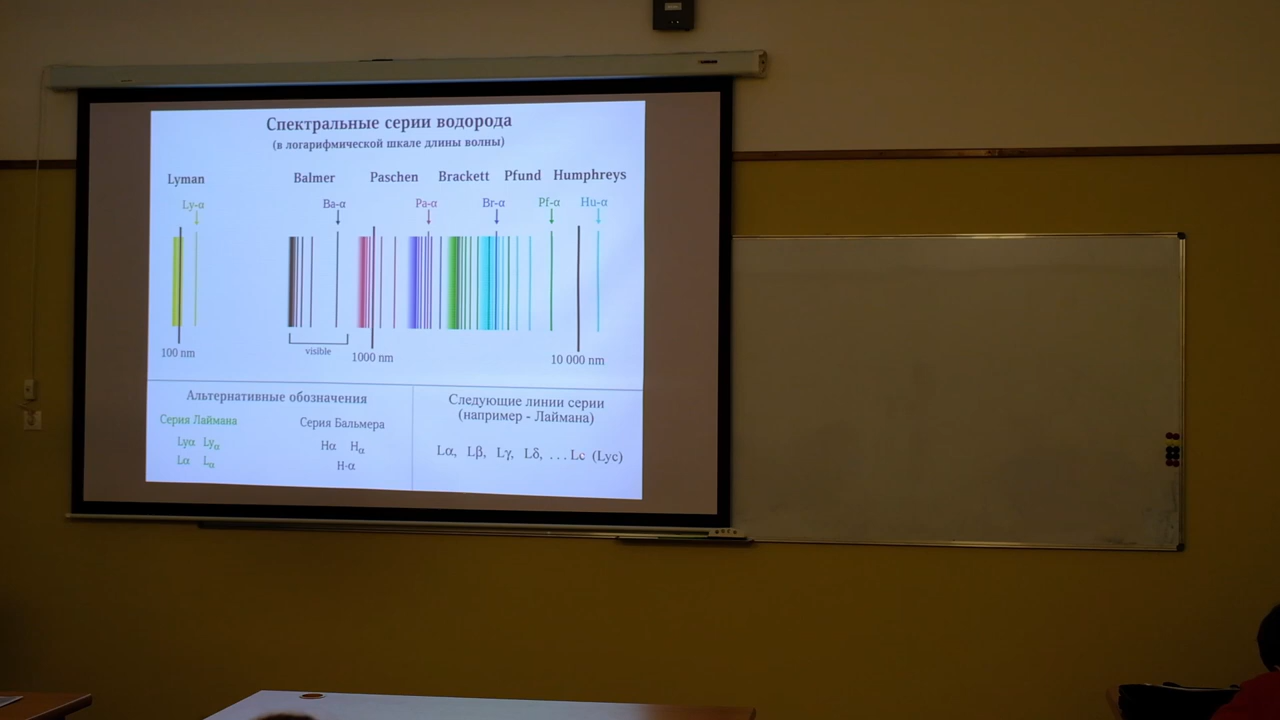 Спектральные серии водорода
(в логарифмической шкале длины волны)
Lyman Balmer Paschen Brackett Pfund Humphreys
Ly-α Ba-α Pa-α Br-α Pf-α Hu-α
visible
100 nm 1000 nm 10 000 nm
Альтернативные обозначения
Серия Лаймана Серия Бальмера
Lyα Lyα Hα Hα
Lα Lα H-α
Следующие линии серии
(например - Лаймана)
Lα, Lβ, Lγ, Lδ, ... Lc (Lyc)